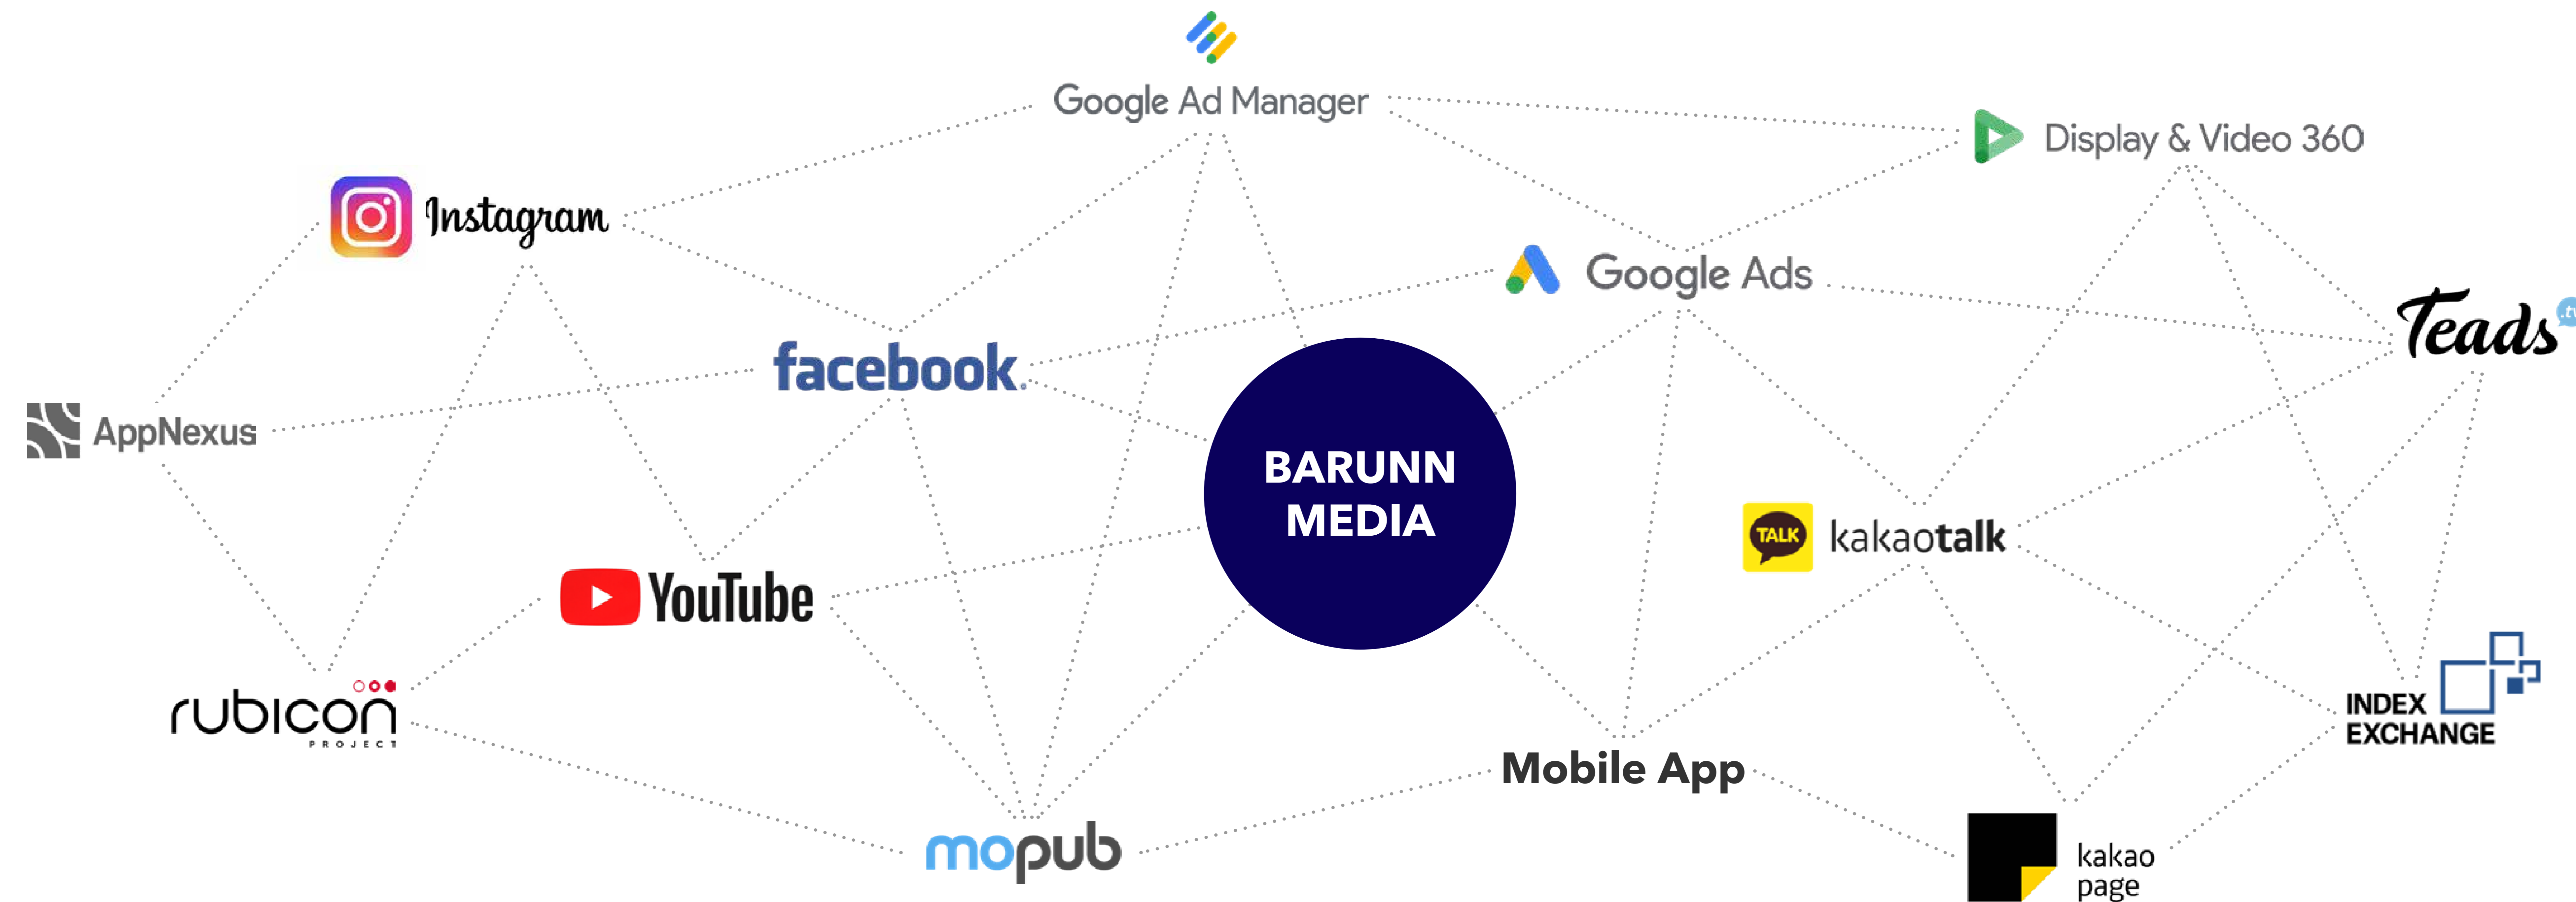 Google Ad Manager
Display & Video 360
Instagram
Google Ads
Teads
.tv
facebook
AppNexus
BARUNN
MEDIA
TALK
kakaotalk
YouTube
rubicon
PROJECT
INDEX
EXCHANGE
Mobile App
mopub
kakao
page